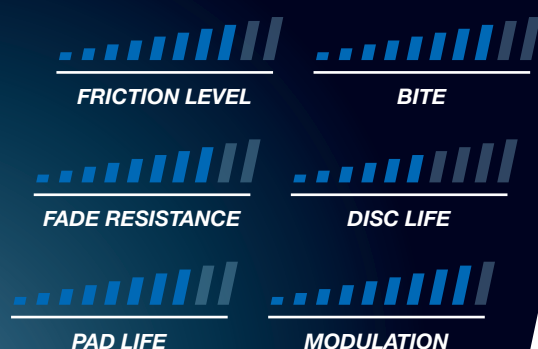 FRICTION LEVEL
BITE
FADE RESISTANCE
DISC LIFE
PAD LIFE
MODULATION